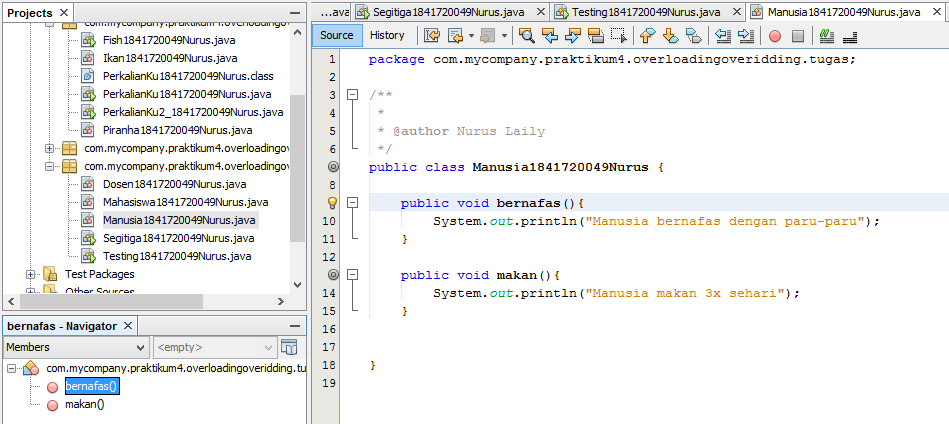 Projects
com.mycompany.praktikum4.overloadingov
Fish1841720049Nurus.java
Ikan1841720049Nurus.java
PerkalianKu1841720049Nurus.class
PerkalianKu1841720049Nurus.java
PerkalianKu2_1841720049Nurus.java
Piranha1841720049Nurus.java
com.mycompany.praktikum4.overloadingov
com.mycompany.praktikum4.overloadingov
Dosen1841720049Nurus.java
Mahasiswa1841720049Nurus.java
Manusia1841720049Nurus.java
Segitiga1841720049Nurus.java
Testing1841720049Nurus.java
Test Packages
Other Sources
bernafas - Navigator
Members
<empty>
com.mycompany.praktikum4.overloadingoveridding.tu
bernafas()
makan()
...ava
Segitiga1841720049Nurus.java
Testing1841720049Nurus.java
Manusia1841720049Nurus.java
Source History
1 package com.mycompany.praktikum4.overloadingoveridding.tugas;
2
3 /**
4 *
5 * @author Nurus Laily
6 */
public class Manusia1841720049Nurus {
8
public void bernafas(){
10 System.out.println("Manusia bernafas dengan paru-paru");
11 }
12
public void makan(){
14 System.out.println("Manusia makan 3x sehari");
15 }
16
17
18 }
19